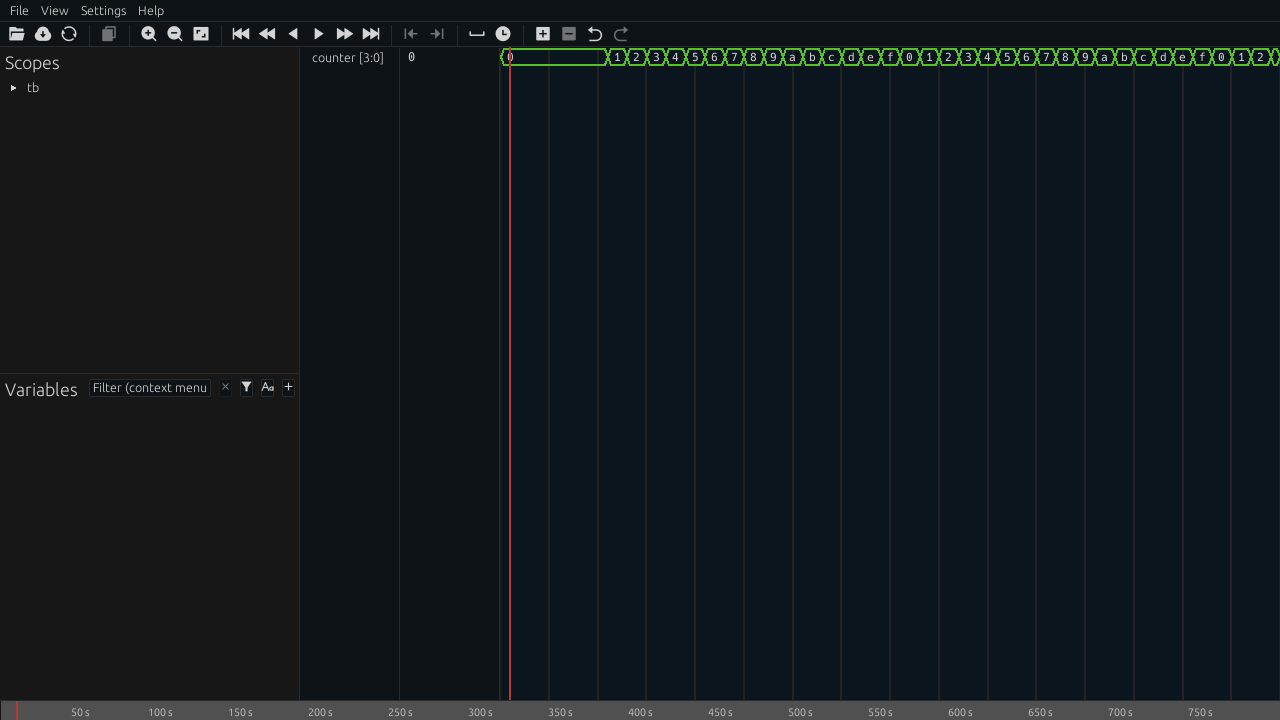 File View Settings Help
Scopes
tb
counter [3:0] 0 0 1 2 3 4 5 6 7 8 9 a b c d e f 0 1 2 3 4 5 6 7 8 9 a b c d e f 0 1 2
Variables Filter (context menu × Aa +
50 s 100 s 150 s 200 s 250 s 300 s 350 s 400 s 450 s 500 s 550 s 600 s 650 s 700 s 750 s